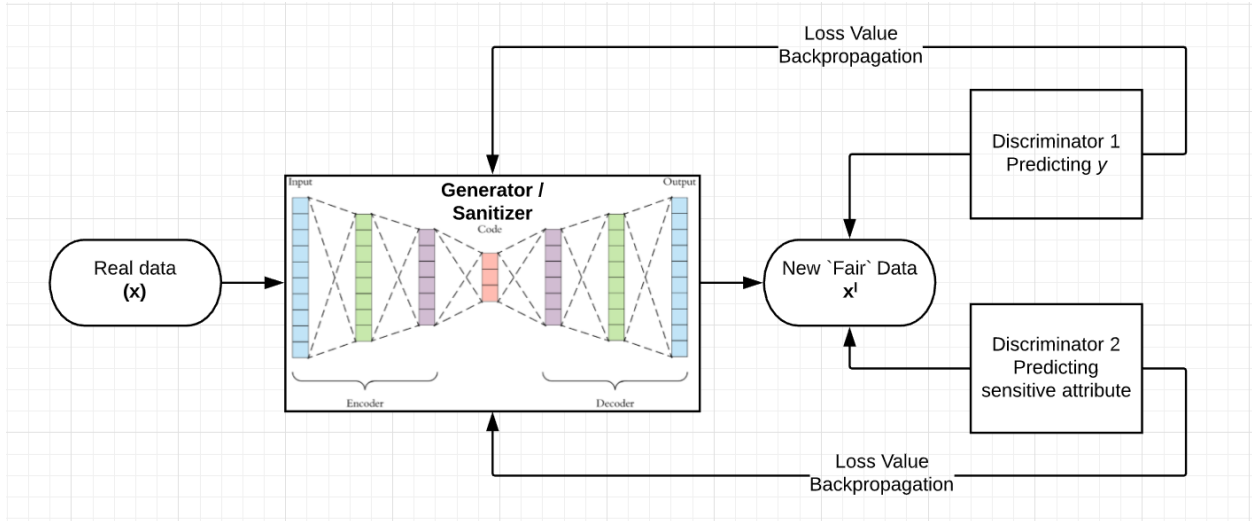 Loss Value
Backpropagation
Discriminator 1
Predicting y
Input
Generator /
Sanitizer
Output
Code
Real data
(x)
New `Fair` Data
x^I
Discriminator 2
Predicting
sensitive attribute
Encoder
Decoder
Loss Value
Backpropagation